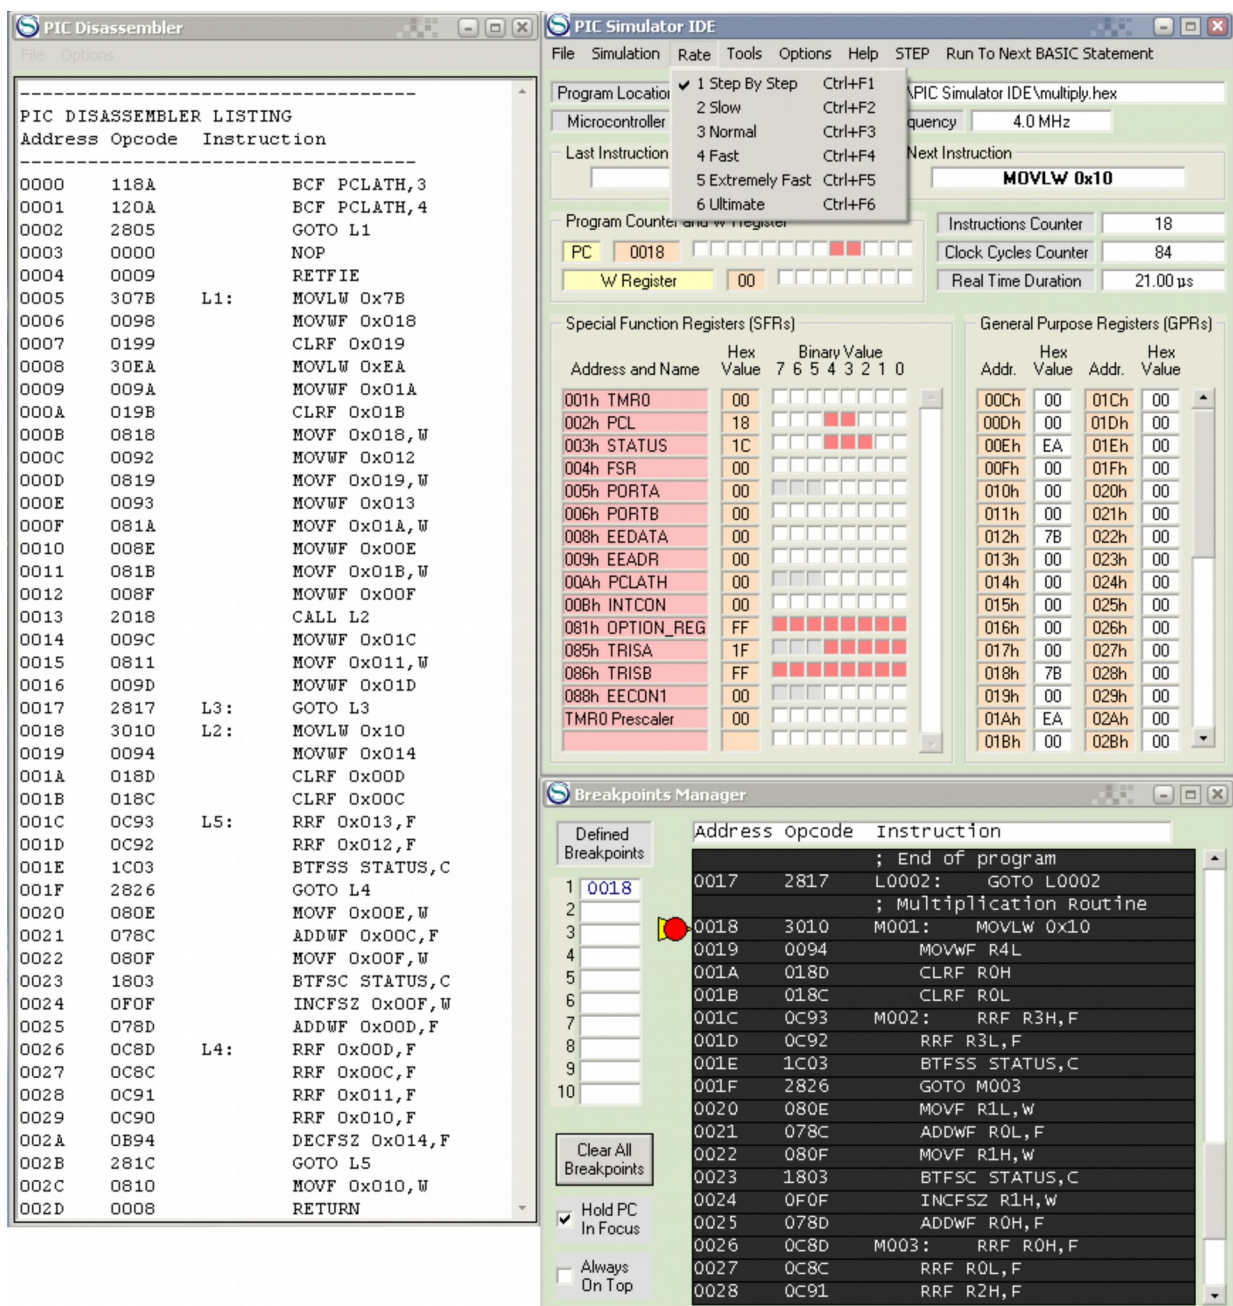 PIC Disassembler
File Options
PIC DISASSEMBLER LISTING
Address Opcode Instruction
0000 118A BCF PCLATH,3
0001 120A BCF PCLATH,4
0002 2805 GOTO L1
0003 0000 NOP
0004 0009 RETFIE
0005 307B L1: MOVLW 0x7B
0006 0098 MOVWF 0x018
0007 0199 CLRF 0x019
0008 30EA MOVLW 0xEA
0009 009A MOVWF 0x01A
000A 019B CLRF 0x01B
000B 0818 MOVF 0x018,W
000C 0092 MOVWF 0x012
000D 0819 MOVF 0x019,W
000E 0093 MOVWF 0x013
000F 081A MOVF 0x01A,W
0010 008E MOVWF 0x00E
0011 081B MOVF 0x01B,W
0012 008F MOVWF 0x00F
0013 2018 CALL L2
0014 009C MOVWF 0x01C
0015 0811 MOVF 0x011,W
0016 009D MOVWF 0x01D
0017 2817 L3: GOTO L3
0018 3010 L2: MOVLW 0x10
0019 0094 MOVWF 0x014
001A 018D CLRF 0x00D
001B 018C CLRF 0x00C
001C 0C93 L5: RRF 0x013,F
001D 0C92 RRF 0x012,F
001E 1C03 BTFSS STATUS,C
001F 2826 GOTO L4
0020 080E MOVF 0x00E,W
0021 078C ADDWF 0x00C,F
0022 080F MOVF 0x00F,W
0023 1803 BTFSC STATUS,C
0024 0F0F INCFSZ 0x00F,W
0025 078D ADDWF 0x00D,F
0026 0C8D L4: RRF 0x00D,F
0027 0C8C RRF 0x00C,F
0028 0C91 RRF 0x011,F
0029 0C90 RRF 0x010,F
002A 0B94 DECFSZ 0x014,F
002B 281C GOTO L5
002C 0810 MOVF 0x010,W
002D 0008 RETURN
PIC Simulator IDE
File Simulation Rate Tools Options Help STEP Run To Next BASIC Statement
1 Step By Step Ctrl+F1
2 Slow Ctrl+F2
3 Normal Ctrl+F3
4 Fast Ctrl+F4
5 Extremely Fast Ctrl+F5
6 Ultimate Ctrl+F6
Program Location \PIC Simulator IDE\multiply.hex
Microcontroller quency 4.0 MHz
Last Instruction Next Instruction
MOVLW 0x10
Program Counter and W Register
PC 0018
W Register 00
Instructions Counter 18
Clock Cycles Counter 84
Real Time Duration 21.00 µs
Special Function Registers (SFRs)
Hex Binary Value
Address and Name Value 7 6 5 4 3 2 1 0
001h TMR0 00
002h PCL 18
003h STATUS 1C
004h FSR 00
005h PORTA 00
006h PORTB 00
008h EEDATA 00
009h EEADR 00
00Ah PCLATH 00
00Bh INTCON 00
081h OPTION_REG FF
085h TRISA 1F
086h TRISB FF
088h EECON1 00
TMR0 Prescaler 00
General Purpose Registers (GPRs)
Hex Hex
Addr. Value Addr. Value
00Ch 00 01Ch 00
00Dh 00 01Dh 00
00Eh EA 01Eh 00
00Fh 00 01Fh 00
010h 00 020h 00
011h 00 021h 00
012h 7B 022h 00
013h 00 023h 00
014h 00 024h 00
015h 00 025h 00
016h 00 026h 00
017h 00 027h 00
018h 7B 028h 00
019h 00 029h 00
01Ah EA 02Ah 00
01Bh 00 02Bh 00
Breakpoints Manager
Defined
Breakpoints
1 0018
2
3
4
5
6
7
8
9
10
Clear All
Breakpoints
Hold PC
In Focus
Always
On Top
Address Opcode Instruction
; End of program
0017 2817 L0002: GOTO L0002
; Multiplication Routine
0018 3010 M001: MOVLW 0x10
0019 0094 MOVWF R4L
001A 018D CLRF R0H
001B 018C CLRF R0L
001C 0C93 M002: RRF R3H,F
001D 0C92 RRF R3L,F
001E 1C03 BTFSS STATUS,C
001F 2826 GOTO M003
0020 080E MOVF R1L,W
0021 078C ADDWF R0L,F
0022 080F MOVF R1H,W
0023 1803 BTFSC STATUS,C
0024 0F0F INCFSZ R1H,W
0025 078D ADDWF R0H,F
0026 0C8D M003: RRF R0H,F
0027 0C8C RRF R0L,F
0028 0C91 RRF R2H,F